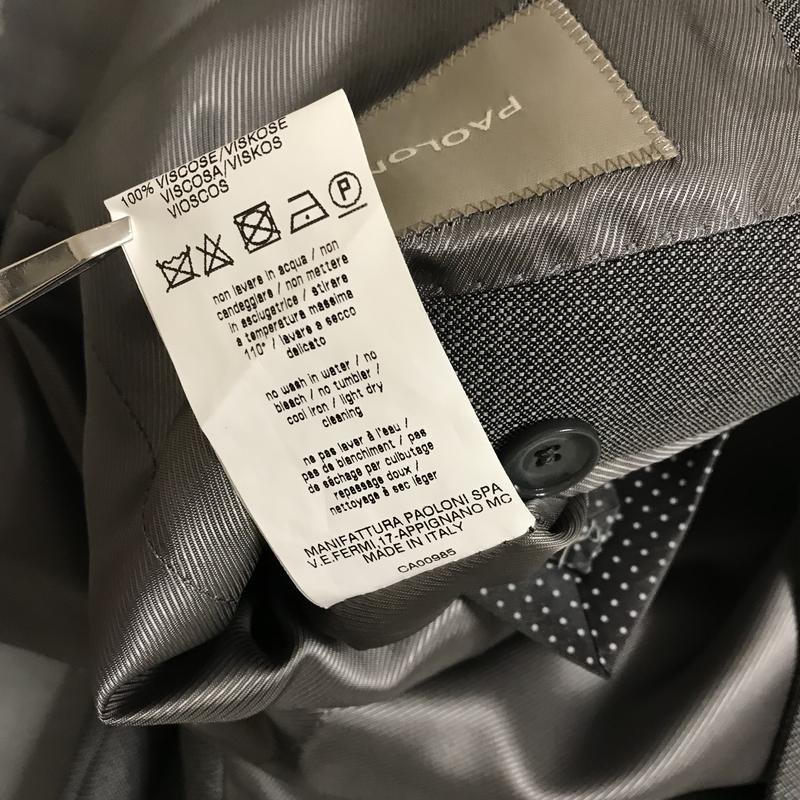 PAOLON
100% VISCOSE/VISKOSE
VISCOSA/VISKOS
VIOSCOS
P
non lavare in acqua / non
candeggiare / non mettere
in asciugatrice / stirare
a temperatura massima
110° / lavare a secco
delicato
no wash in water / no
bleach / no tumbler /
cool iron / light dry
cleaning
ne pas laver à l'eau /
pas de blanchiment / pas
de séchage par culbutage
repassage doux /
nettoyage à sec léger
MANIFATTURA PAOLONI SPA
V.E.FERMI,17-APPIGNANO MC
MADE IN ITALY
CA00985